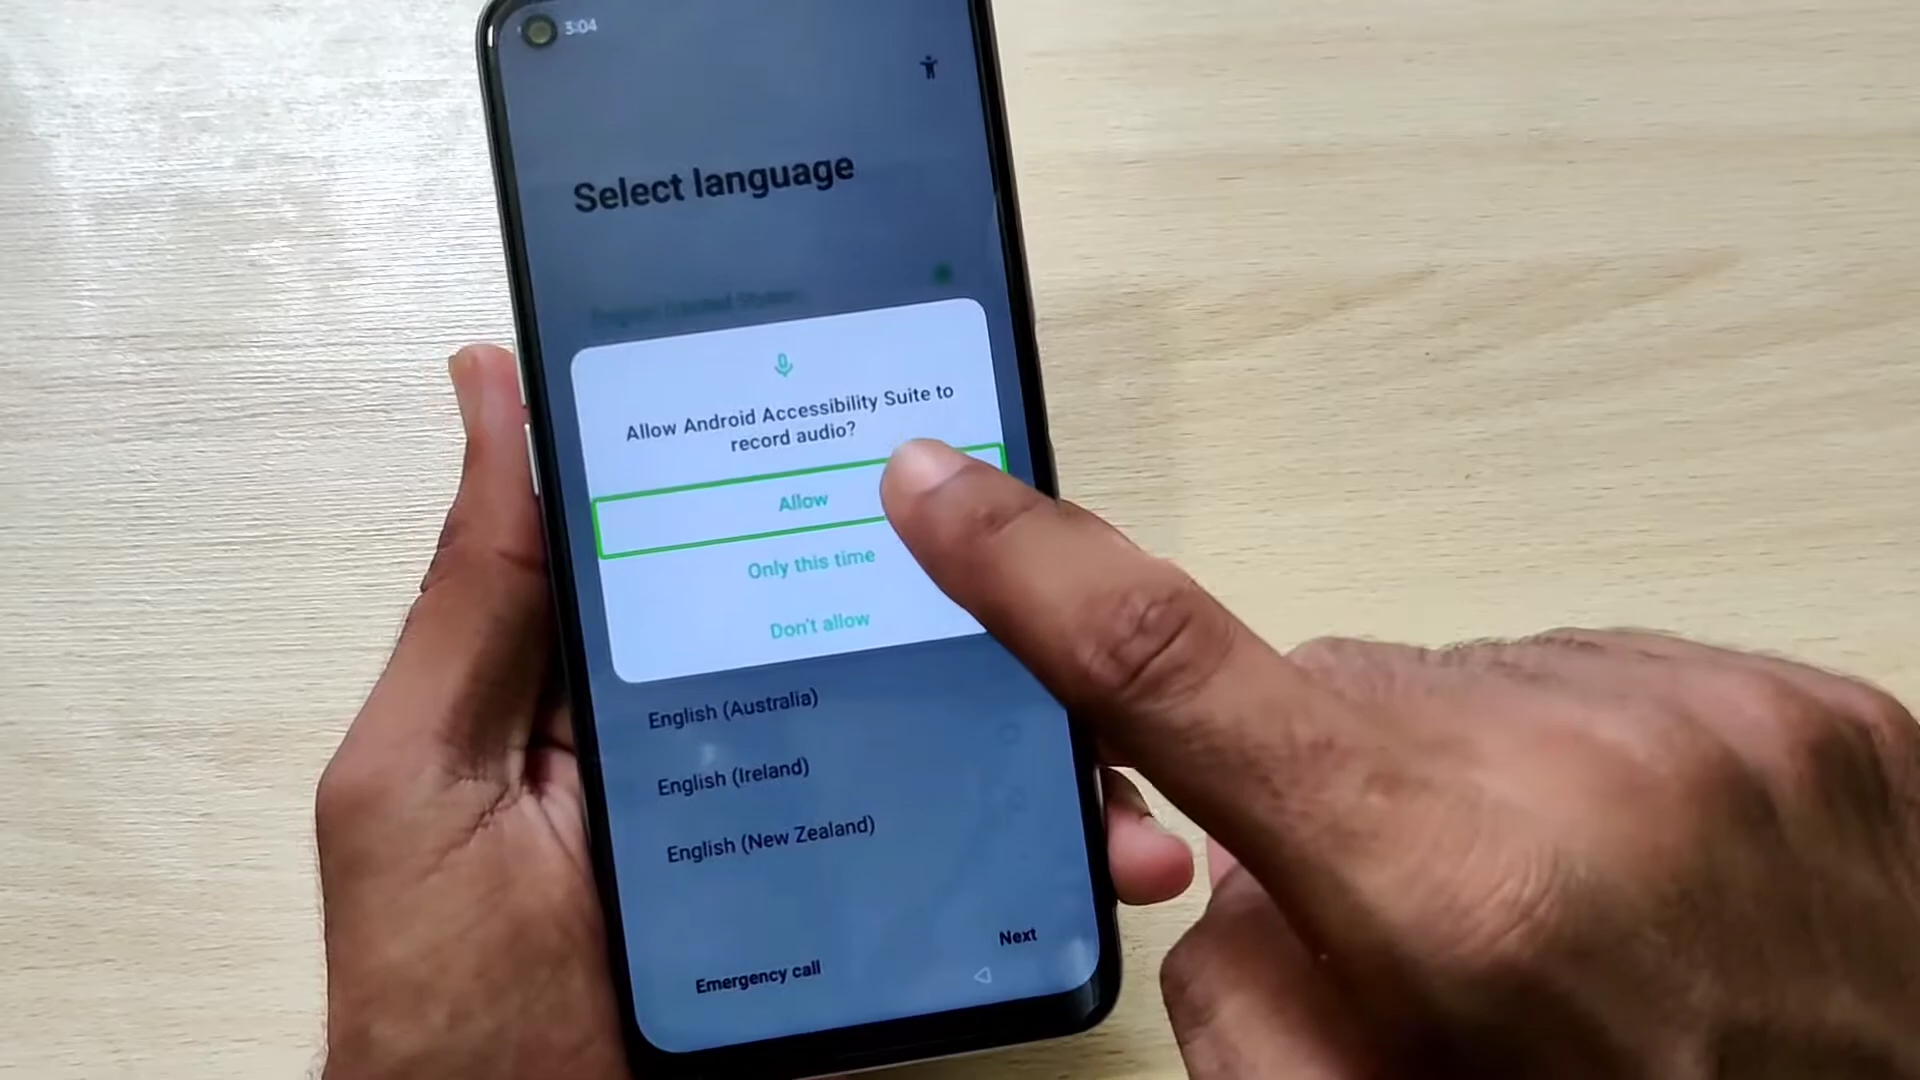 3:04
Select language
Allow Android Accessibility Suite to
record audio?
Allow
Only this time
Don't allow
English (Australia)
English (Ireland)
English (New Zealand)
Next
Emergency call